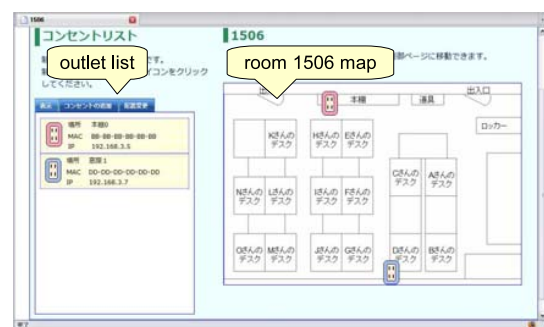 1506
コンセントリスト
1506
outlet list
room 1506 map
です。
イコンをクリック
してください。
部ページに移動できます。
表示 コンセントの追加 配置変更
場所 本棚0
MAC BB-BB-BB-BB-BB-BB
IP 192.168.3.5
場所 窓際1
MAC DD-DD-DD-DD-DD-DD
IP 192.168.3.7
本棚
道具
出入口
ロッカー
Kさんの
デスク
Hさんの
デスク
Eさんの
デスク
Cさんの
デスク
Aさんの
デスク
Nさんの
デスク
Lさんの
デスク
Iさんの
デスク
Fさんの
デスク
Oさんの
デスク
Mさんの
デスク
Jさんの
デスク
Gさんの
デスク
Dさんの
デスク
Bさんの
デスク
完了